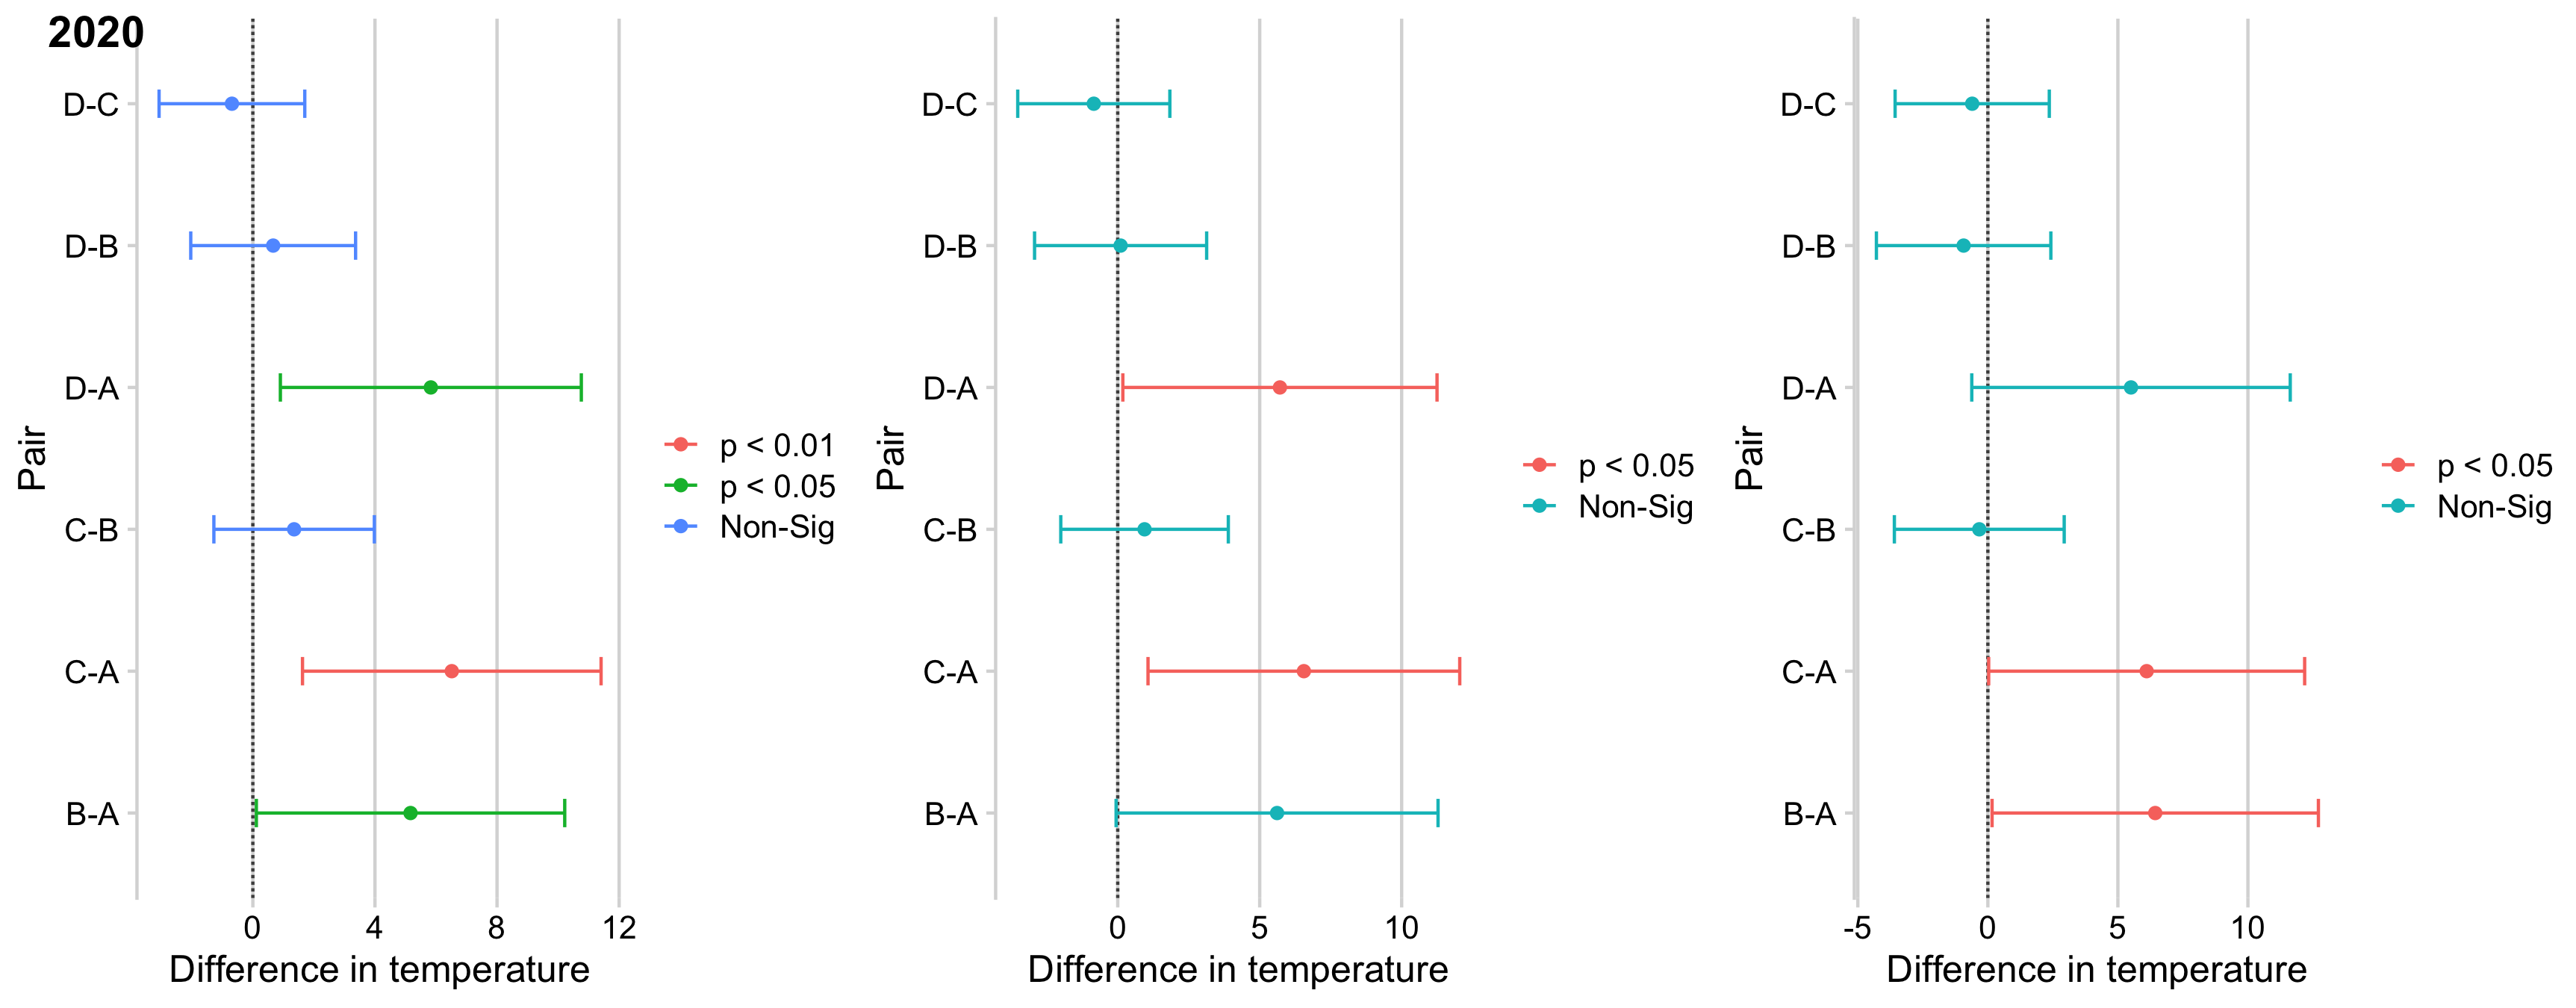 2020
D-C
D-B
D-A
C-B
C-A
B-A
Pair
0 4 8 12
Difference in temperature
p < 0.01
p < 0.05
Non-Sig
D-C
D-B
D-A
C-B
C-A
B-A
Pair
0 5 10
Difference in temperature
p < 0.05
Non-Sig
D-C
D-B
D-A
C-B
C-A
B-A
Pair
-5 0 5 10
Difference in temperature
p < 0.05
Non-Sig